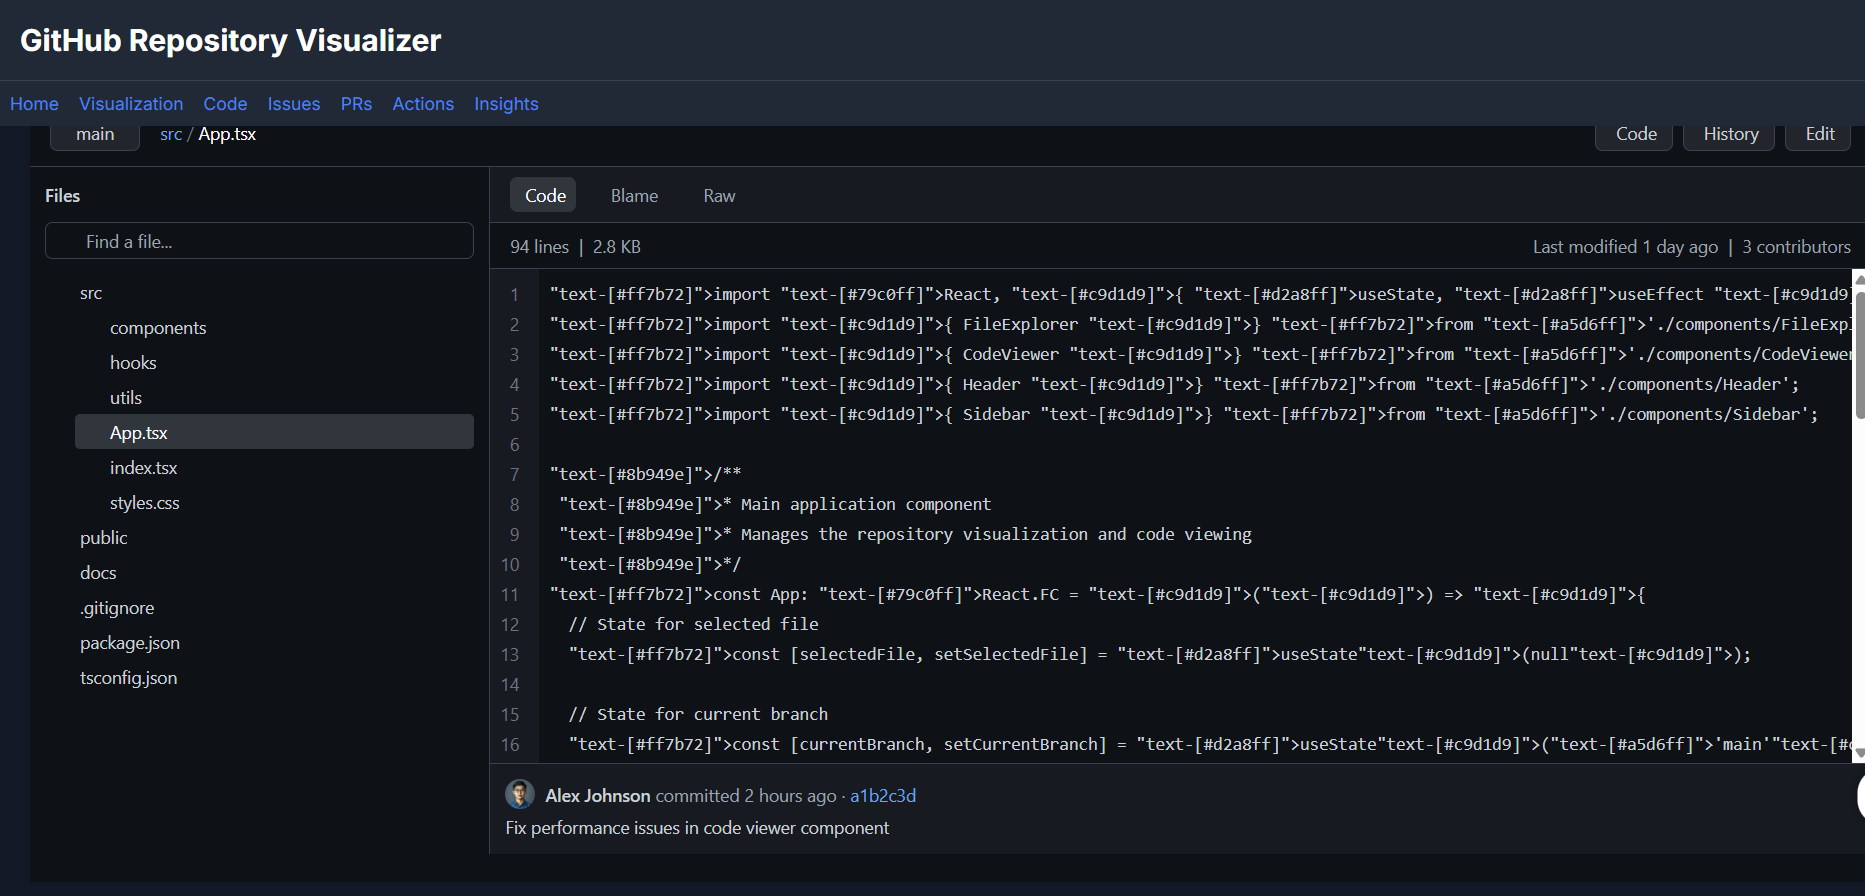 GitHub Repository Visualizer
Home Visualization Code Issues PRs Actions Insights
main src / App.tsx Code History Edit
Files
Find a file...
src
components
hooks
utils
App.tsx
index.tsx
styles.css
public
docs
.gitignore
package.json
tsconfig.json
Code Blame Raw
94 lines | 2.8 KB Last modified 1 day ago | 3 contributors
1 "text-[#ff7b72]">import "text-[#79c0ff]">React, "text-[#c9d1d9]">{ "text-[#d2a8ff]">useState, "text-[#d2a8ff]">useEffect "text-[#c9d1d9]
2 "text-[#ff7b72]">import "text-[#c9d1d9]">{ FileExplorer "text-[#c9d1d9]">} "text-[#ff7b72]">from "text-[#a5d6ff]">'./components/FileExpl
3 "text-[#ff7b72]">import "text-[#c9d1d9]">{ CodeViewer "text-[#c9d1d9]">} "text-[#ff7b72]">from "text-[#a5d6ff]">'./components/CodeViewer
4 "text-[#ff7b72]">import "text-[#c9d1d9]">{ Header "text-[#c9d1d9]">} "text-[#ff7b72]">from "text-[#a5d6ff]">'./components/Header';
5 "text-[#ff7b72]">import "text-[#c9d1d9]">{ Sidebar "text-[#c9d1d9]">} "text-[#ff7b72]">from "text-[#a5d6ff]">'./components/Sidebar';
6
7 "text-[#8b949e]">/**
8 "text-[#8b949e]">* Main application component
9 "text-[#8b949e]">* Manages the repository visualization and code viewing
10 "text-[#8b949e]">*/
11 "text-[#ff7b72]">const App: "text-[#79c0ff]">React.FC = "text-[#c9d1d9]">("text-[#c9d1d9]">) => "text-[#c9d1d9]">{
12 // State for selected file
13 "text-[#ff7b72]">const [selectedFile, setSelectedFile] = "text-[#d2a8ff]">useState"text-[#c9d1d9]">(null"text-[#c9d1d9]">);
14
15 // State for current branch
16 "text-[#ff7b72]">const [currentBranch, setCurrentBranch] = "text-[#d2a8ff]">useState"text-[#c9d1d9]">("text-[#a5d6ff]">'main'"text-[#c
Alex Johnson committed 2 hours ago · a1b2c3d
Fix performance issues in code viewer component